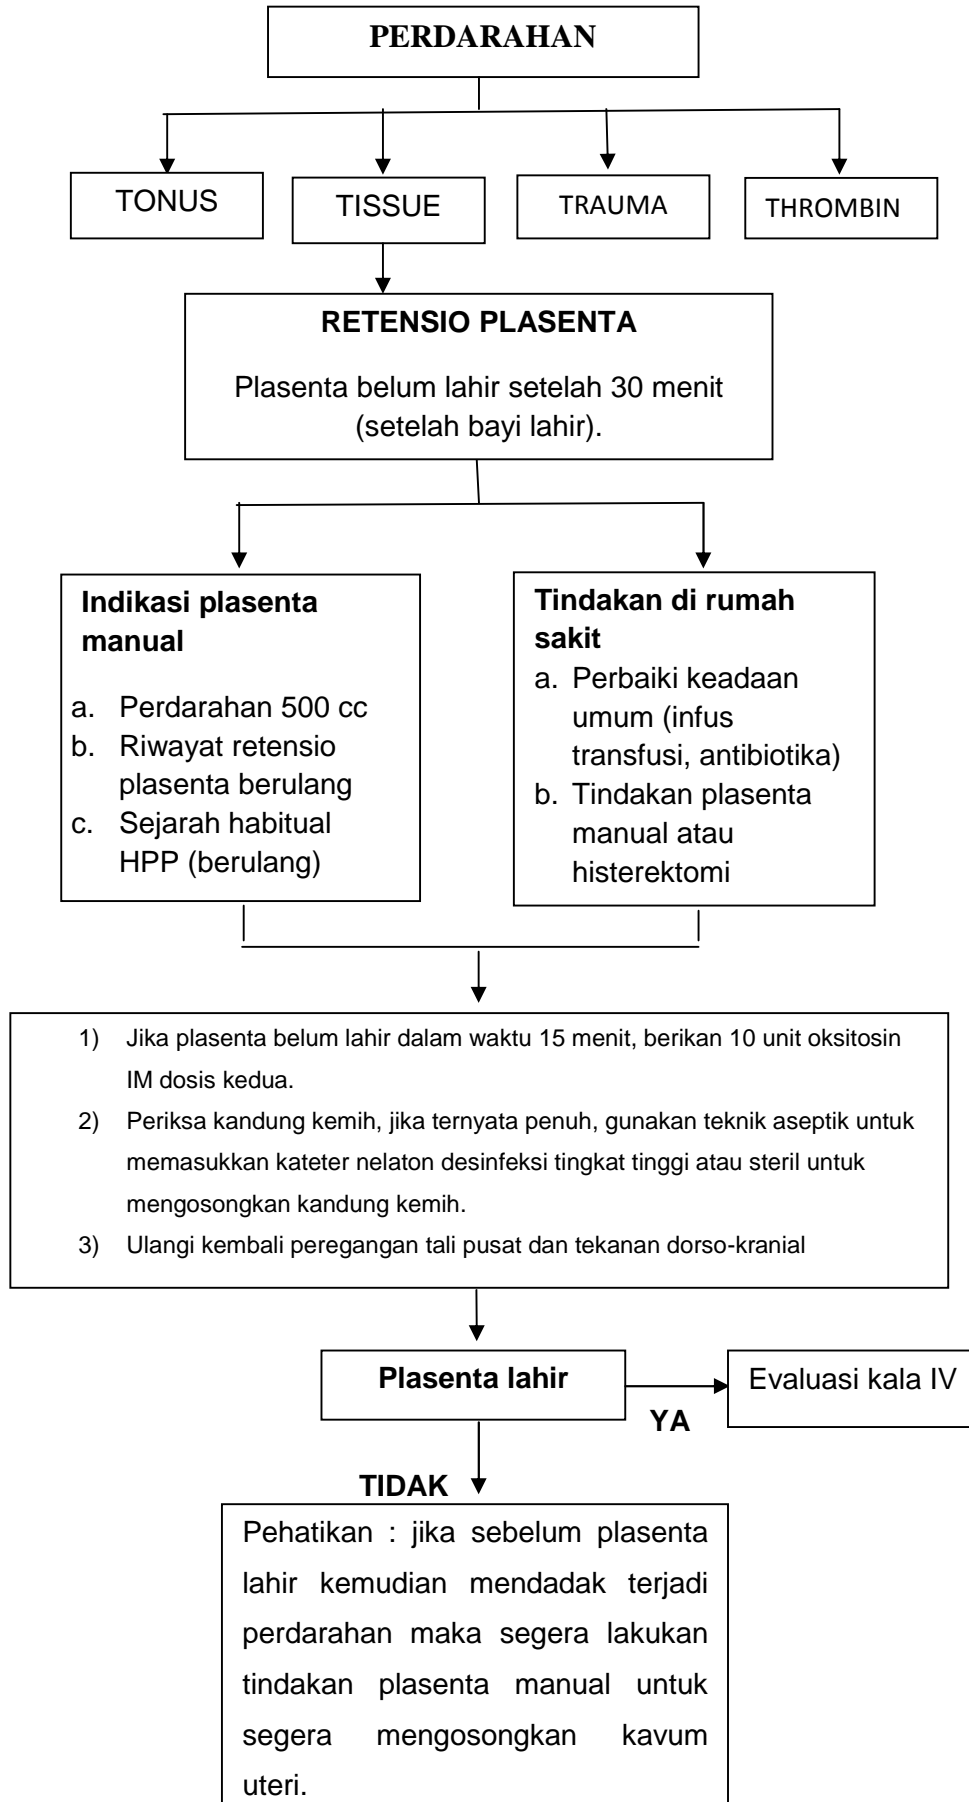 PERDARAHAN
TONUS
TISSUE
TRAUMA
THROMBIN
RETENSIO PLASENTA
Plasenta belum lahir setelah 30 menit
(setelah bayi lahir).
Indikasi plasenta
manual
a. Perdarahan 500 cc
b. Riwayat retensio
plasenta berulang
c. Sejarah habitual
HPP (berulang)
Tindakan di rumah
sakit
a. Perbaiki keadaan
umum (infus
transfusi, antibiotika)
b. Tindakan plasenta
manual atau
histerektomi
1) Jika plasenta belum lahir dalam waktu 15 menit, berikan 10 unit oksitosin
IM dosis kedua.
2) Periksa kandung kemih, jika ternyata penuh, gunakan teknik aseptik untuk
memasukkan kateter nelaton desinfeksi tingkat tinggi atau steril untuk
mengosongkan kandung kemih.
3) Ulangi kembali peregangan tali pusat dan tekanan dorso-kranial
Plasenta lahir
Evaluasi kala IV
YA
TIDAK
Pehatikan : jika sebelum plasenta
lahir kemudian mendadak terjadi
perdarahan maka segera lakukan
tindakan plasenta manual untuk
segera mengosongkan kavum
uteri.